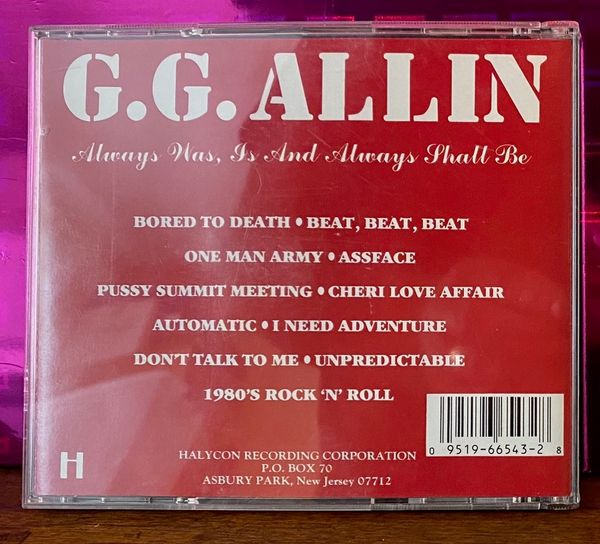 G.G. ALLIN
Always Was, Is And Always Shall Be
BORED TO DEATH • BEAT, BEAT, BEAT
ONE MAN ARMY • ASSFACE
PUSSY SUMMIT MEETING • CHERI LOVE AFFAIR
AUTOMATIC • I NEED ADVENTURE
DON'T TALK TO ME • UNPREDICTABLE
1980'S ROCK 'N' ROLL
HALYCON RECORDING CORPORATION
P.O. BOX 70
ASBURY PARK, New Jersey 07712
H
0 9519-66543-2 8